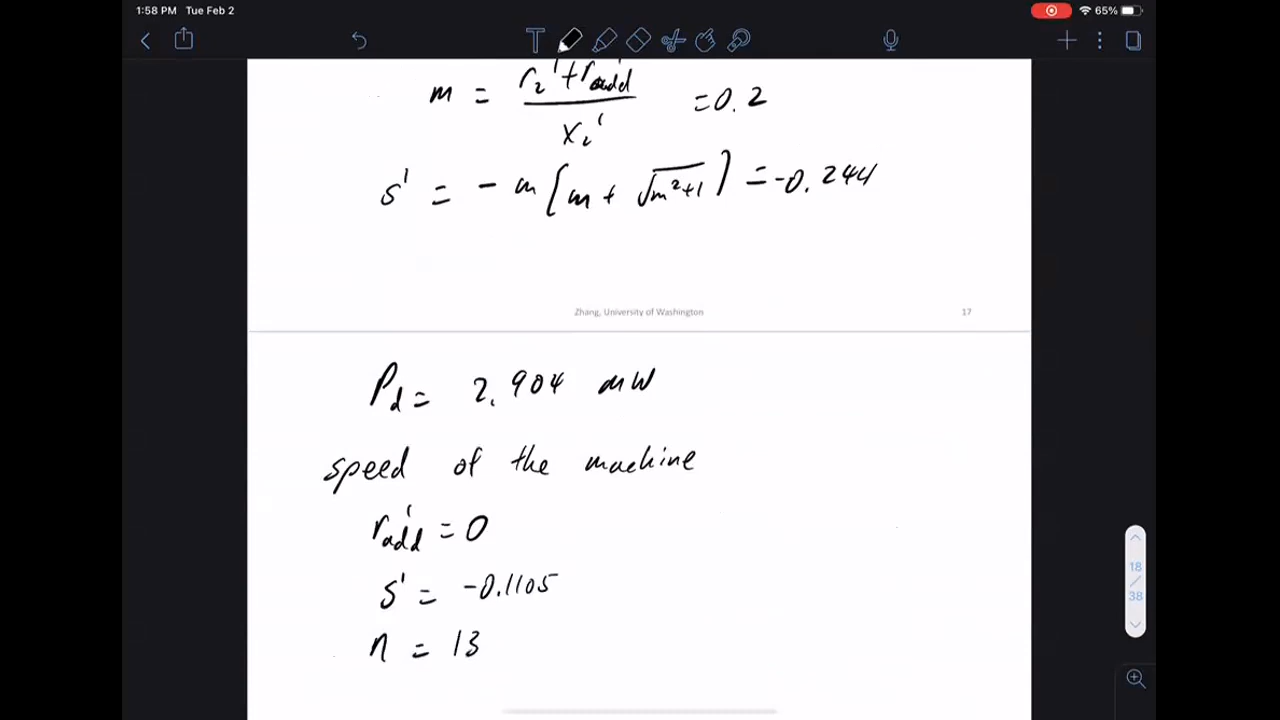 1:58 PM Tue Feb 2
65%
T
m = (r₂' + r'add) / x₂' = 0.2
s' = - m [m + √(m²+1)] = -0.244
Zhang, University of Washington 17
Pd = 2.904 MW
speed of the machine
r'add = 0
s' = -0.1105
n = 13
18
/
38